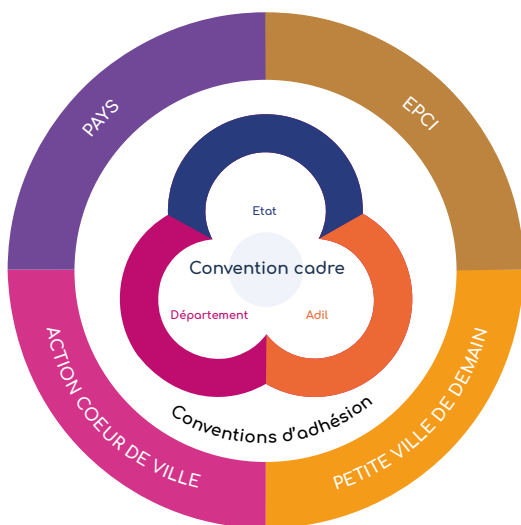 PAYS
EPCI
Etat
Convention cadre
Département
Adil
Conventions d'adhésion
ACTION COEUR DE VILLE
PETITE VILLE DE DEMAIN